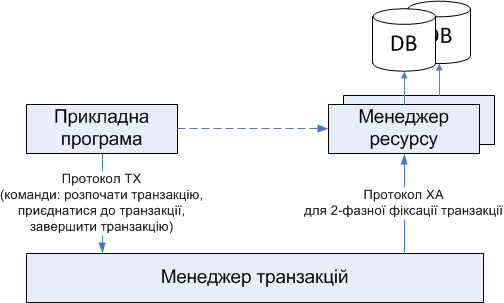 DB
DB
Прикладна
програма
Менеджер
ресурсу
Протокол TX
(команди: розпочати транзакцію,
приєднатися до транзакції,
завершити транзакцію)
Протокол XA
для 2-фазної фіксації транзакції
Менеджер транзакцій